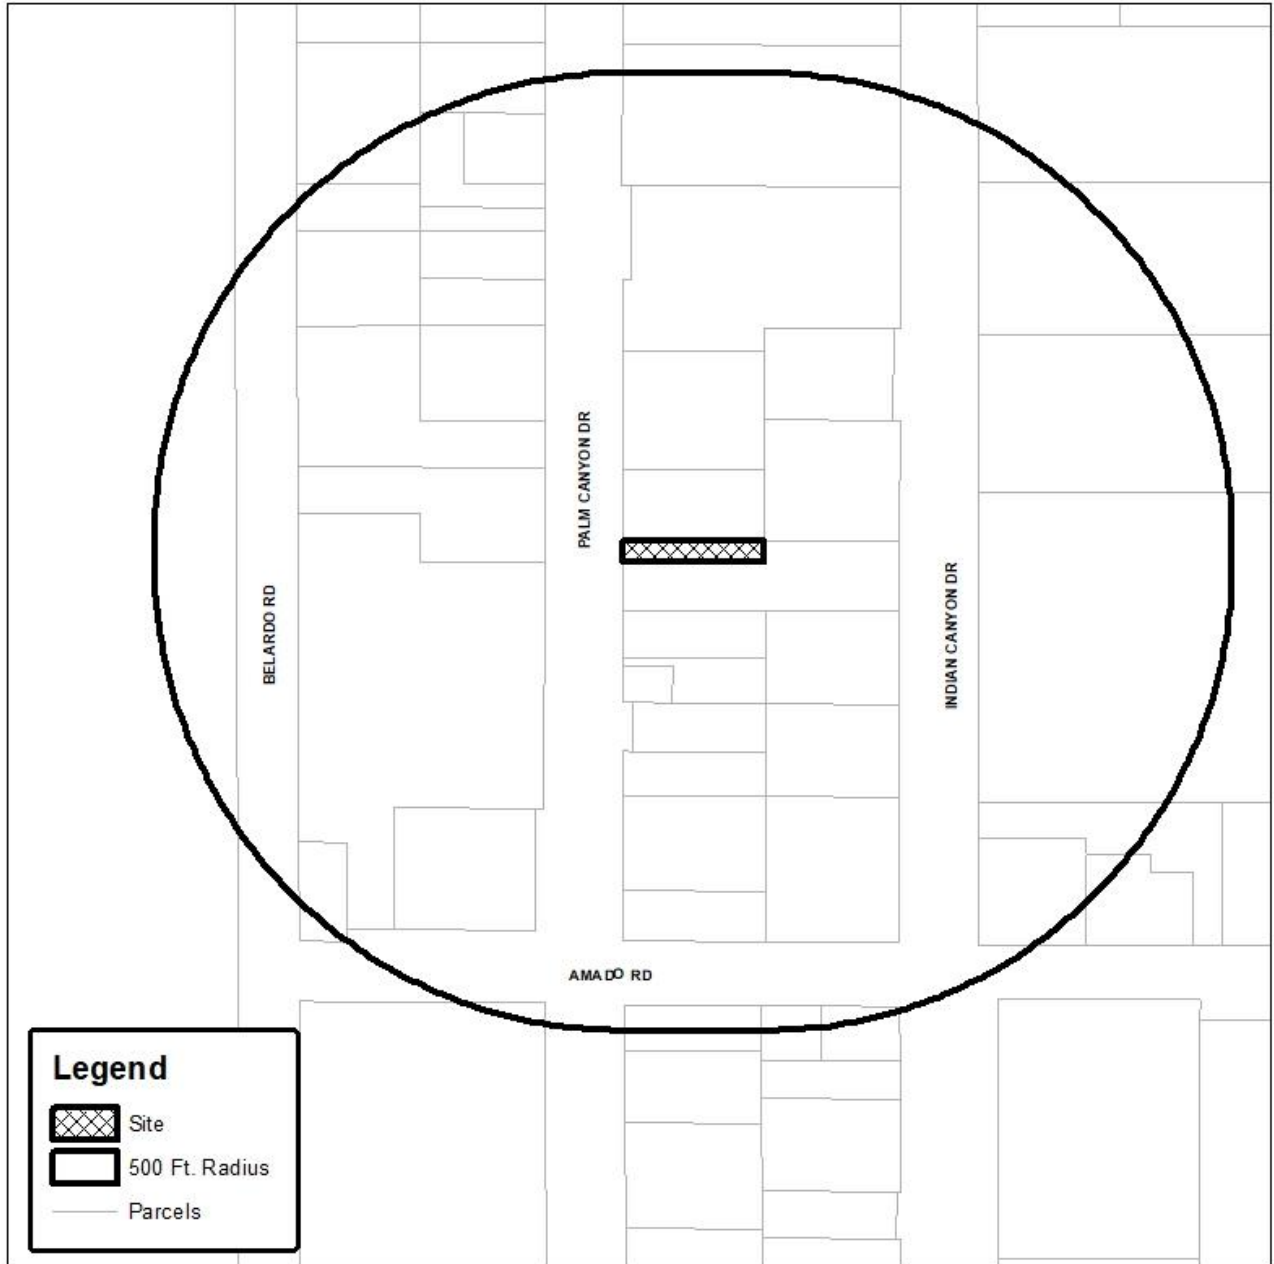 PALM CANYON DR
INDIAN CANYON DR
BELARDO RD
AMADO RD
Legend
Site
500 Ft. Radius
Parcels